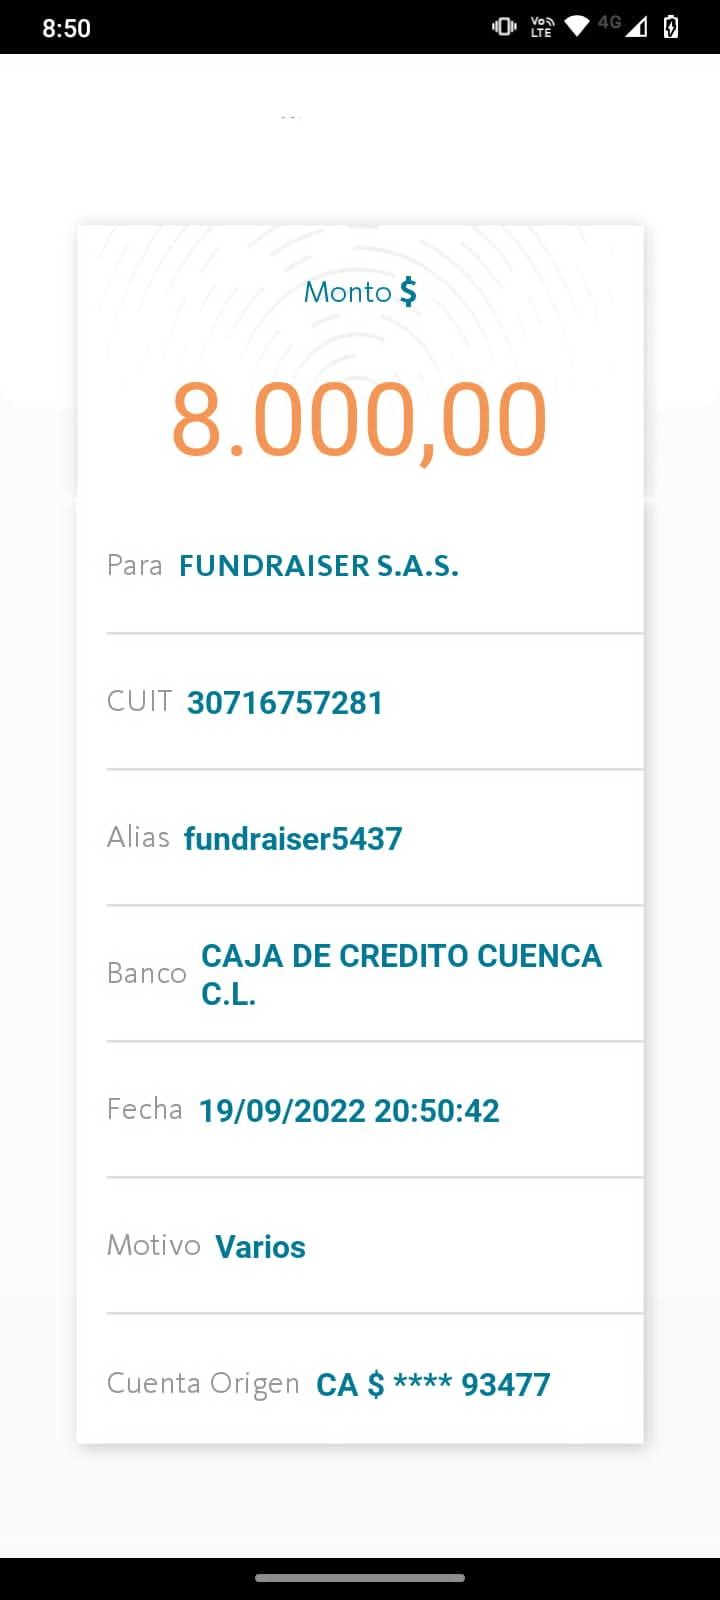 8:50
Vo
LTE
4G
Monto $
8.000,00
Para FUNDRAISER S.A.S.
CUIT 30716757281
Alias fundraiser5437
Banco CAJA DE CREDITO CUENCA
C.L.
Fecha 19/09/2022 20:50:42
Motivo Varios
Cuenta Origen CA $ **** 93477